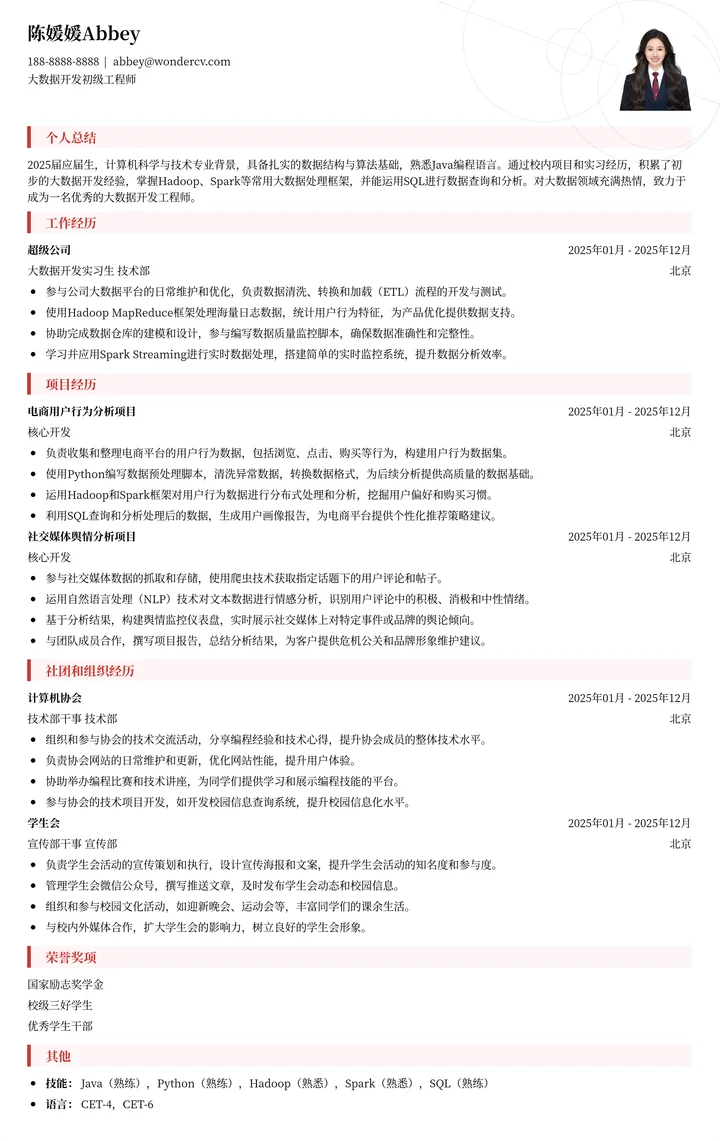 陈媛媛Abbey
188-8888-8888 | abbey@wondercv.com
大数据开发初级工程师
个人总结
2025届应届生，计算机科学与技术专业背景，具备扎实的数据结构与算法基础，熟悉Java编程语言。通过校内项目和实习经历，积累了初
步的大数据开发经验，掌握Hadoop、Spark等常用大数据处理框架，并能运用SQL进行数据查询和分析。对大数据领域充满热情，致力于
成为一名优秀的大数据开发工程师。
工作经历
超级公司 2025年01月 - 2025年12月
大数据开发实习生 技术部 北京
• 参与公司大数据平台的日常维护和优化，负责数据清洗、转换和加载（ETL）流程的开发与测试。
• 使用Hadoop MapReduce框架处理海量日志数据，统计用户行为特征，为产品优化提供数据支持。
• 协助完成数据仓库的建模和设计，参与编写数据质量监控脚本，确保数据准确性和完整性。
• 学习并应用Spark Streaming进行实时数据处理，搭建简单的实时监控系统，提升数据分析效率。
项目经历
电商用户行为分析项目 2025年01月 - 2025年12月
核心开发 北京
• 负责收集和整理电商平台的用户行为数据，包括浏览、点击、购买等行为，构建用户行为数据集。
• 使用Python编写数据预处理脚本，清洗异常数据，转换数据格式，为后续分析提供高质量的数据基础。
• 运用Hadoop和Spark框架对用户行为数据进行分布式处理和分析，挖掘用户偏好和购买习惯。
• 利用SQL查询和分析处理后的数据，生成用户画像报告，为电商平台提供个性化推荐策略建议。
社交媒体舆情分析项目 2025年01月 - 2025年12月
核心开发 北京
• 参与社交媒体数据的抓取和存储，使用爬虫技术获取指定话题下的用户评论和帖子。
• 运用自然语言处理（NLP）技术对文本数据进行情感分析，识别用户评论中的积极、消极和中性情绪。
• 基于分析结果，构建舆情监控仪表盘，实时展示社交媒体上对特定事件或品牌的舆论倾向。
• 与团队成员合作，撰写项目报告，总结分析结果，为客户提供危机公关和品牌形象维护建议。
社团和组织经历
计算机协会 2025年01月 - 2025年12月
技术部干事 技术部 北京
• 组织和参与协会的技术交流活动，分享编程经验和技术心得，提升协会成员的整体技术水平。
• 负责协会网站的日常维护和更新，优化网站性能，提升用户体验。
• 协助举办编程比赛和技术讲座，为同学们提供学习和展示编程技能的平台。
• 参与协会的技术项目开发，如开发校园信息查询系统，提升校园信息化水平。
学生会 2025年01月 - 2025年12月
宣传部干事 宣传部 北京
• 负责学生会活动的宣传策划和执行，设计宣传海报和文案，提升学生会活动的知名度和参与度。
• 管理学生会微信公众号，撰写推送文章，及时发布学生会动态和校园信息。
• 组织和参与校园文化活动，如迎新晚会、运动会等，丰富同学们的课余生活。
• 与校内外媒体合作，扩大学生会的影响力，树立良好的学生会形象。
荣誉奖项
国家励志奖学金
校级三好学生
优秀学生干部
其他
• 技能： Java（熟练），Python（熟练），Hadoop（熟悉），Spark（熟悉），SQL（熟练）
• 语言： CET-4，CET-6